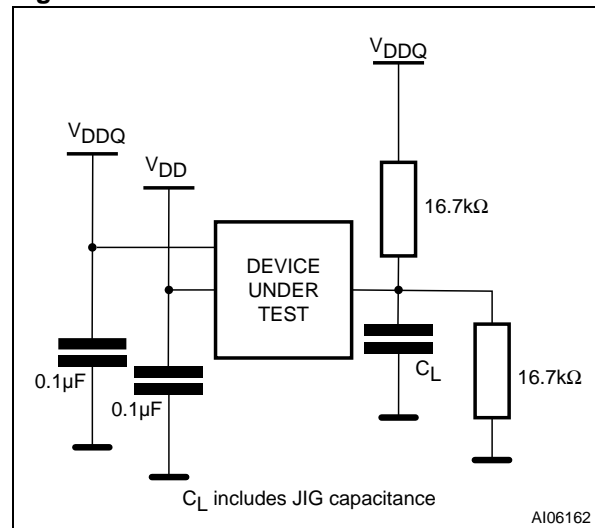 VDDQ
VDDQ
VDD
16.7kΩ
DEVICE
UNDER
TEST
CL
0.1µF
0.1µF
16.7kΩ
CL includes JIG capacitance
AI06162